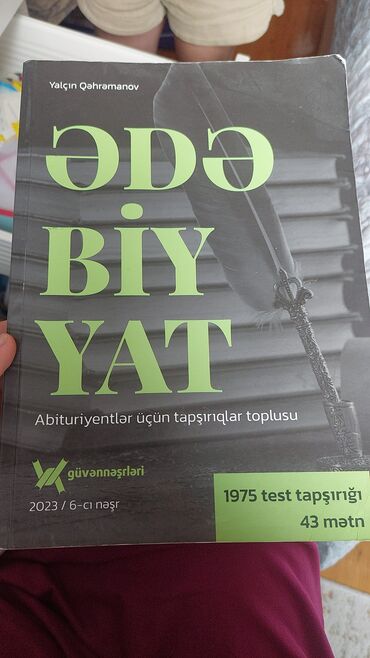 Yalçın Qəhrəmanov
ƏDƏ
BİY
YAT
Abituriyentlər üçün tapşırıqlar toplusu
güvənnəşrləri
2023 / 6-cı nəşr
1975 test tapşırığı
43 mətn